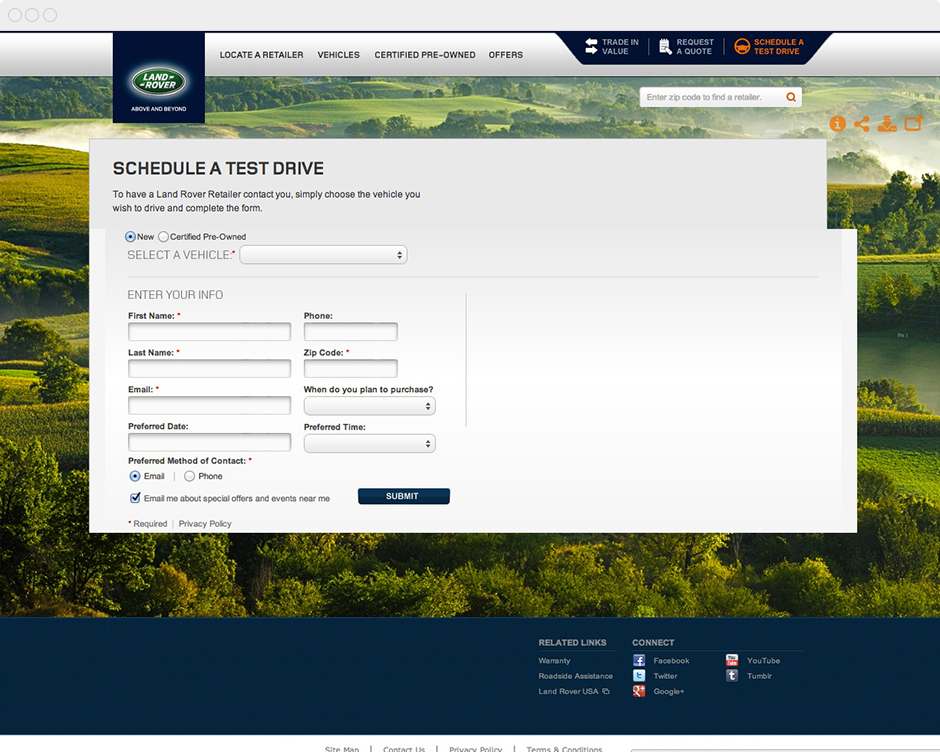 LOCATE A RETAILER VEHICLES CERTIFIED PRE-OWNED OFFERS
TRADE IN VALUE
REQUEST A QUOTE
SCHEDULE A TEST DRIVE
LAND-
-ROVER
ABOVE AND BEYOND
Enter zip code to find a retailer.
SCHEDULE A TEST DRIVE
To have a Land Rover Retailer contact you, simply choose the vehicle you
wish to drive and complete the form.
New Certified Pre-Owned
SELECT A VEHICLE:*
ENTER YOUR INFO
First Name: * Phone:
Last Name: * Zip Code: *
Email: * When do you plan to purchase?
Preferred Date: Preferred Time:
Preferred Method of Contact: *
Email | Phone
Email me about special offers and events near me SUBMIT
* Required | Privacy Policy
RELATED LINKS CONNECT
Warranty Facebook YouTube
Roadside Assistance Twitter Tumblr
Land Rover USA Google+
Site Map | Contact Us | Privacy Policy | Terms & Conditions